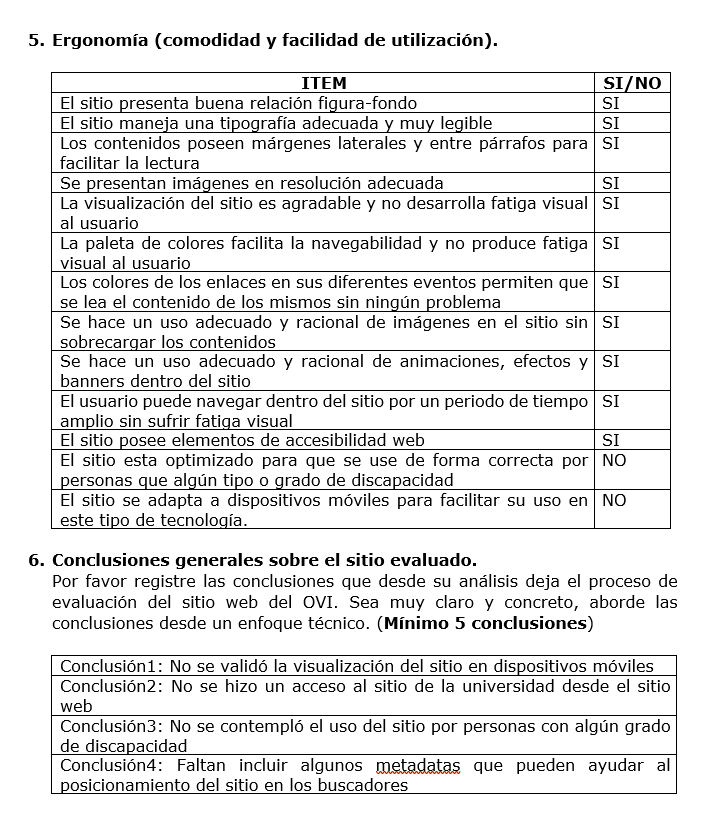 5. Ergonomía (comodidad y facilidad de utilización).
ITEM SI/NO
El sitio presenta buena relación figura-fondo SI
El sitio maneja una tipografía adecuada y muy legible SI
Los contenidos poseen márgenes laterales y entre párrafos para SI
facilitar la lectura
Se presentan imágenes en resolución adecuada SI
La visualización del sitio es agradable y no desarrolla fatiga visual SI
al usuario
La paleta de colores facilita la navegabilidad y no produce fatiga SI
visual al usuario
Los colores de los enlaces en sus diferentes eventos permiten que SI
se lea el contenido de los mismos sin ningún problema
Se hace un uso adecuado y racional de imágenes en el sitio sin SI
sobrecargar los contenidos
Se hace un uso adecuado y racional de animaciones, efectos y SI
banners dentro del sitio
El usuario puede navegar dentro del sitio por un periodo de tiempo SI
amplio sin sufrir fatiga visual
El sitio posee elementos de accesibilidad web SI
El sitio esta optimizado para que se use de forma correcta por NO
personas que algún tipo o grado de discapacidad
El sitio se adapta a dispositivos móviles para facilitar su uso en NO
este tipo de tecnología.
6. Conclusiones generales sobre el sitio evaluado.
Por favor registre las conclusiones que desde su análisis deja el proceso de
evaluación del sitio web del OVI. Sea muy claro y concreto, aborde las
conclusiones desde un enfoque técnico. (Mínimo 5 conclusiones)
Conclusión1: No se validó la visualización del sitio en dispositivos móviles
Conclusión2: No se hizo un acceso al sitio de la universidad desde el sitio
web
Conclusión3: No se contempló el uso del sitio por personas con algún grado
de discapacidad
Conclusión4: Faltan incluir algunos metadatas que pueden ayudar al
posicionamiento del sitio en los buscadores